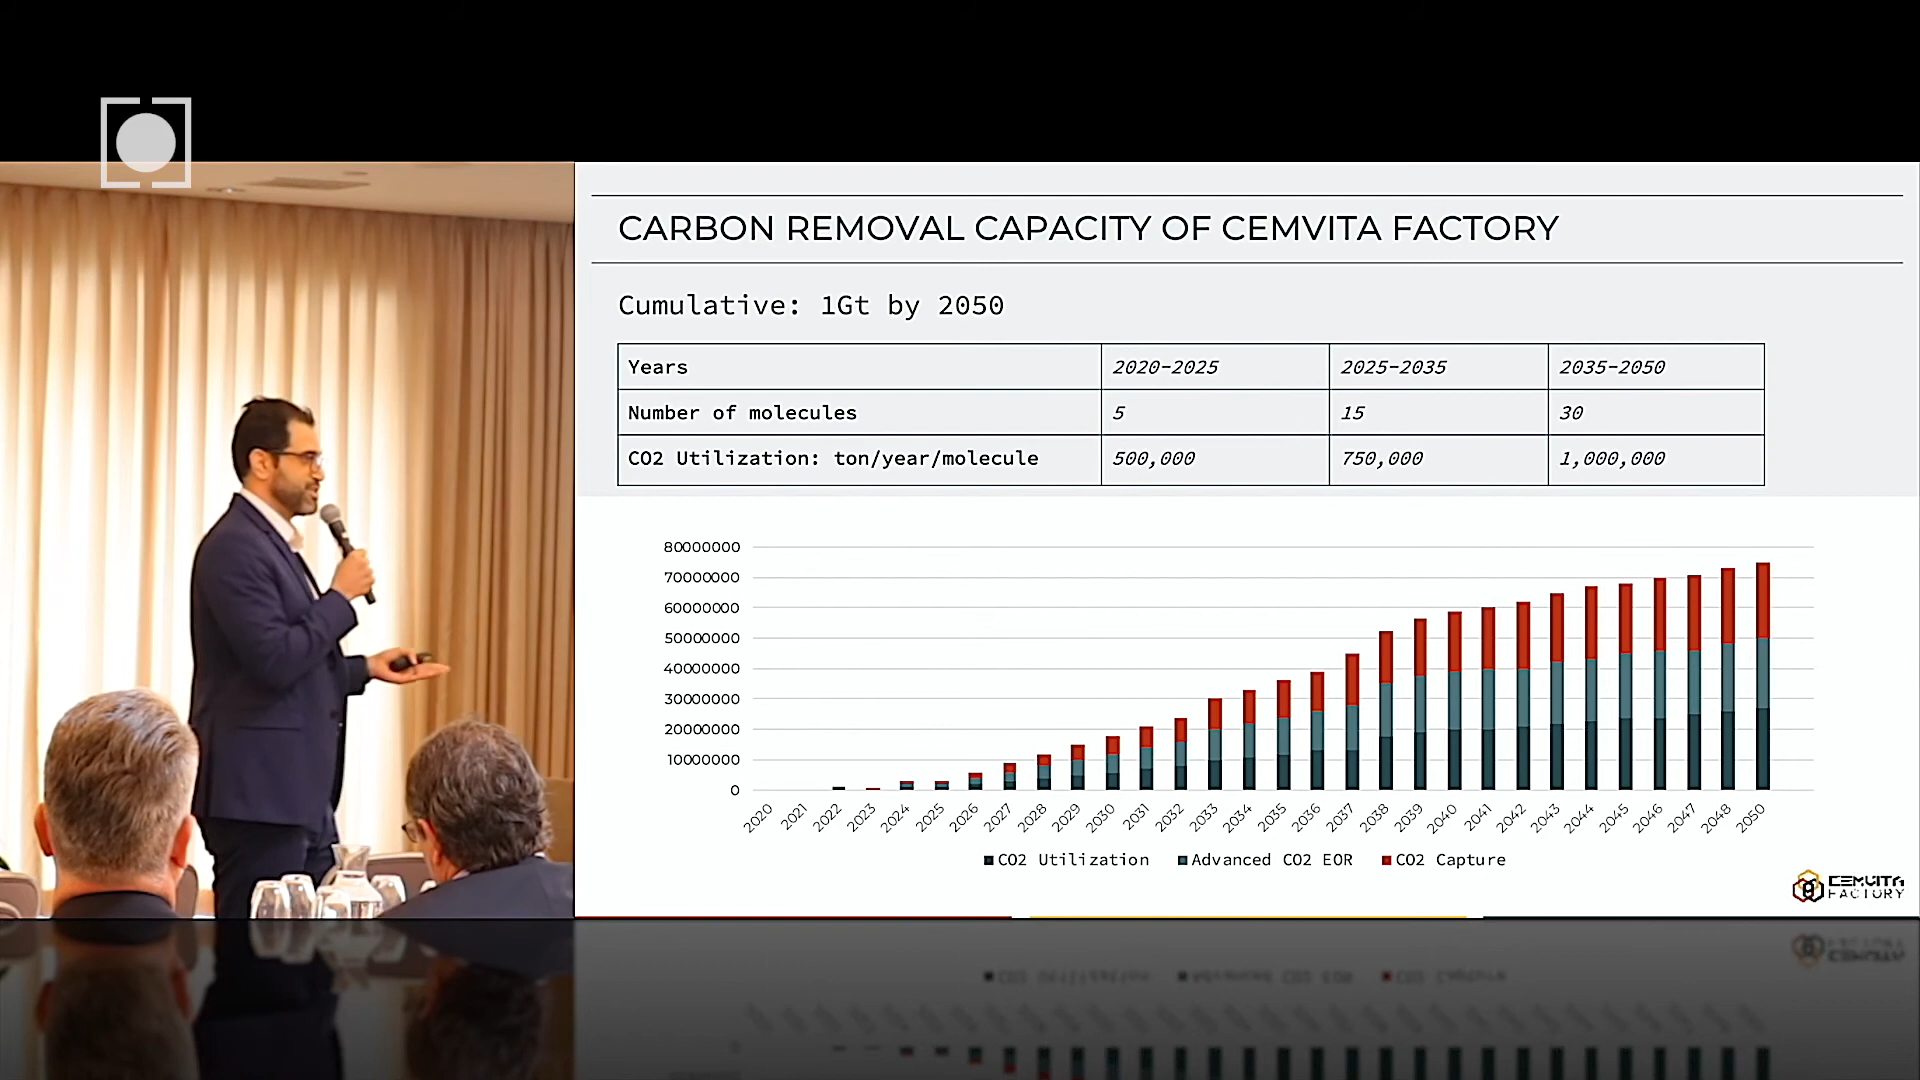 CARBON REMOVAL CAPACITY OF CEMVITA FACTORY
Cumulative: 1Gt by 2050
Years 2020-2025 2025-2035 2035-2050
Number of molecules 5 15 30
CO2 Utilization: ton/year/molecule 500,000 750,000 1,000,000
80000000
70000000
60000000
50000000
40000000
30000000
20000000
10000000
0
2020 2021 2022 2023 2024 2025 2026 2027 2028 2029 2030 2031 2032 2033 2034 2035 2036 2037 2038 2039 2040 2041 2042 2043 2044 2045 2046 2047 2048 2050
CO2 Utilization Advanced CO2 EOR CO2 Capture
CEMVITA
FACTORY